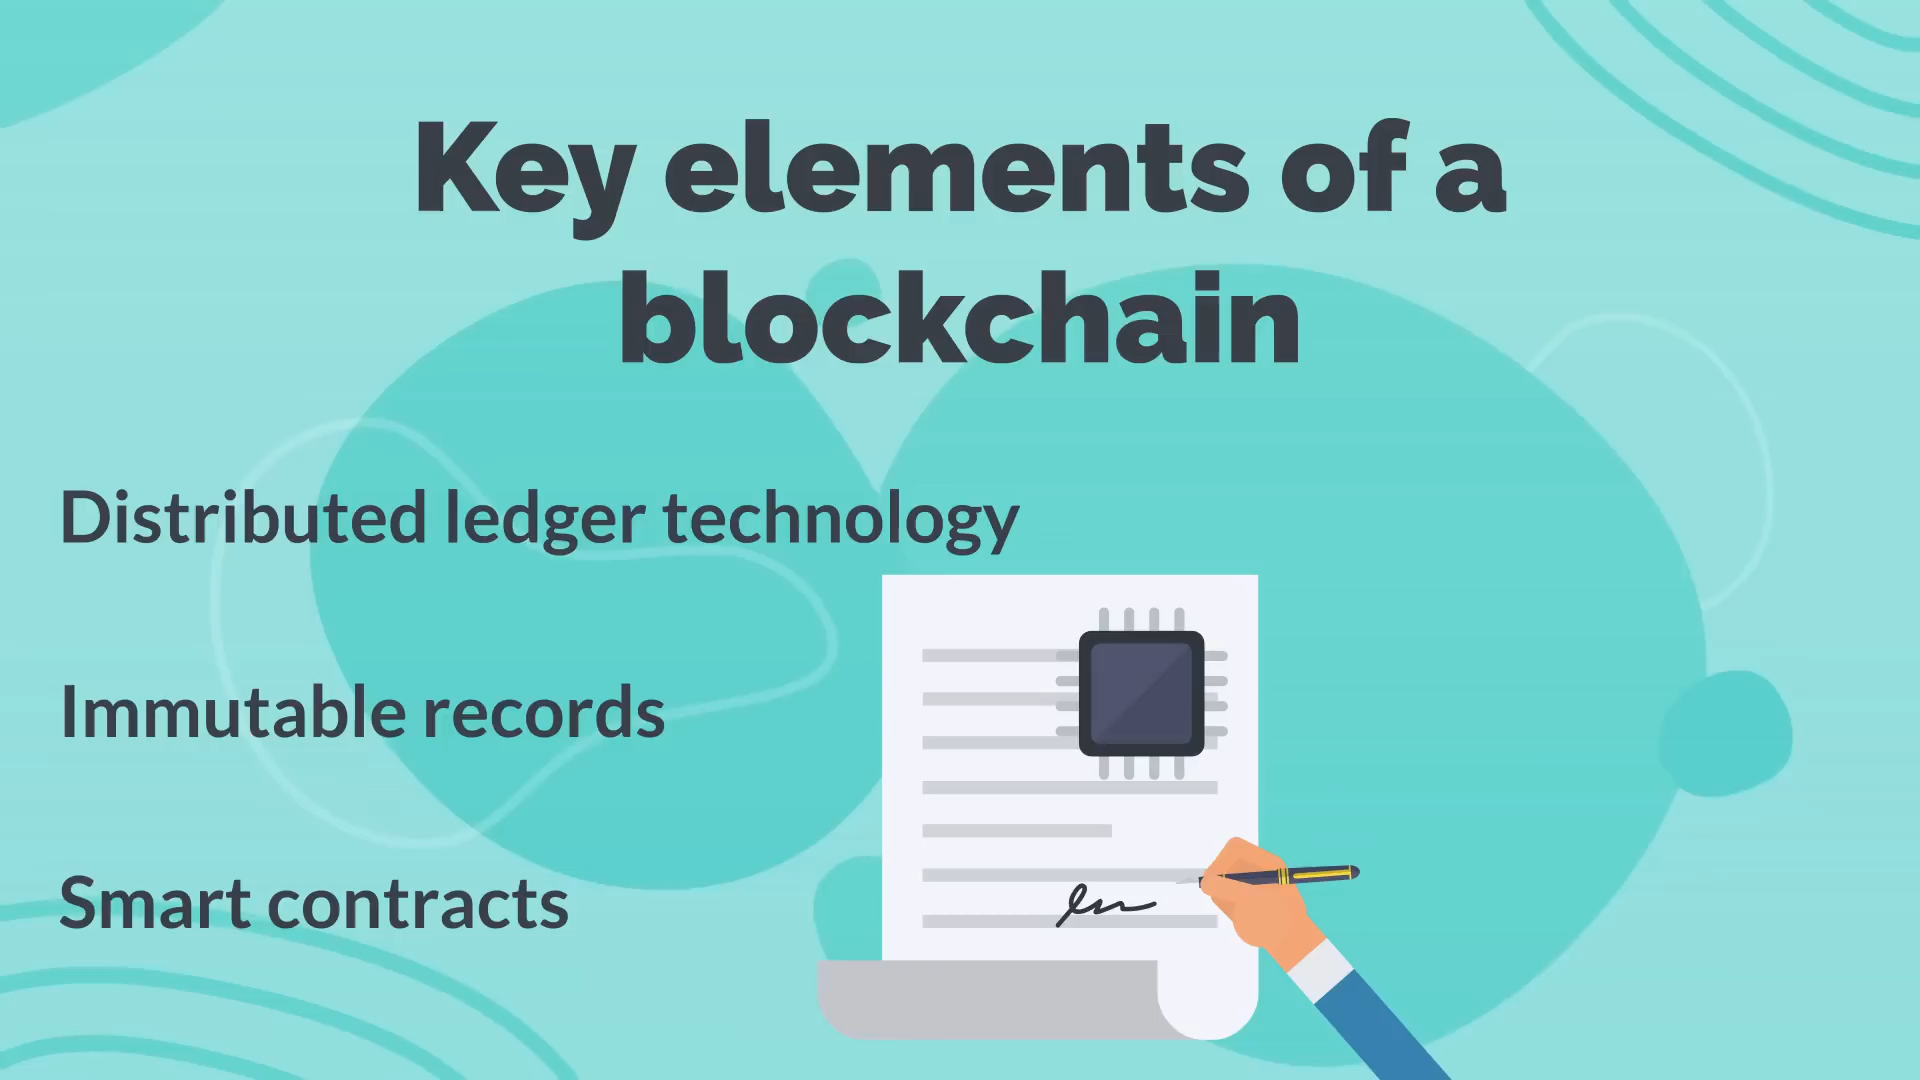 Key elements of a
blockchain
Distributed ledger technology
Immutable records
Smart contracts